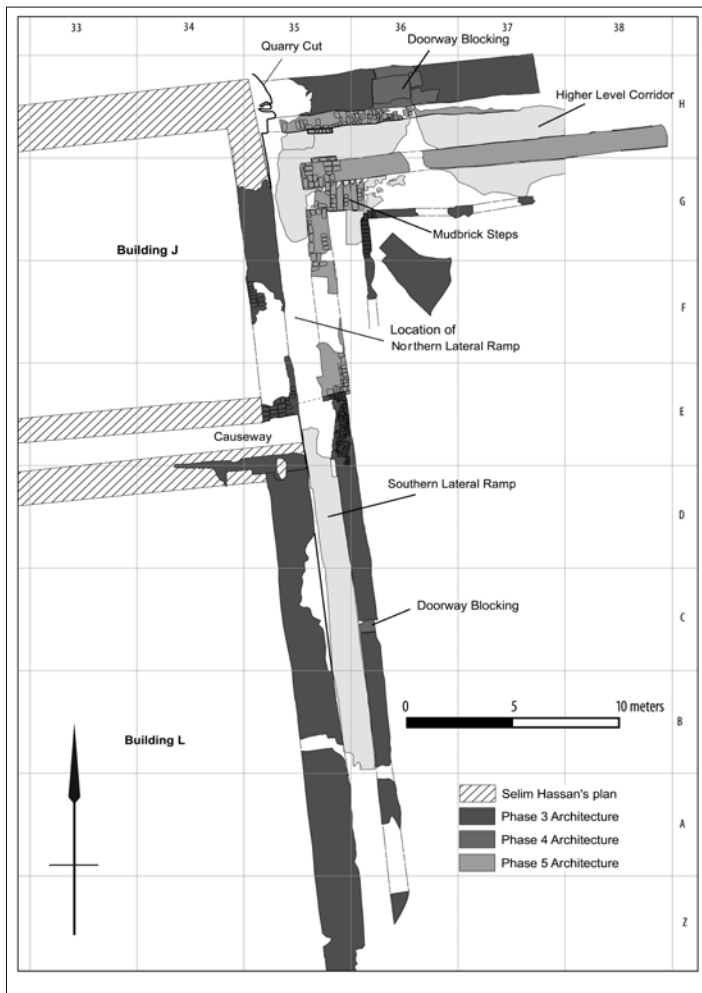 33 34 35 36 37 38
Quarry Cut
Doorway Blocking
Higher Level Corridor
H
G
Mudbrick Steps
Building J
F
Location of
Northern Lateral Ramp
E
Causeway
Southern Lateral Ramp
D
Doorway Blocking
C
0 5 10 meters
B
Building L
Selim Hassan's plan
Phase 3 Architecture
A
Phase 4 Architecture
Phase 5 Architecture
Z